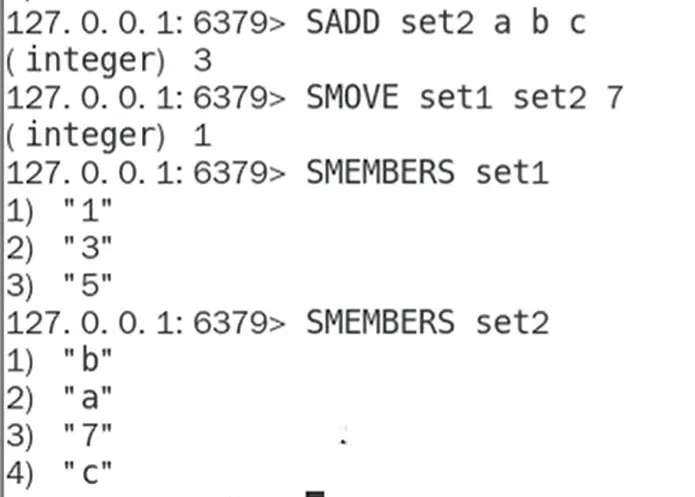 127.0.0.1:6379> SADD set2 a b c
(integer) 3
127.0.0.1:6379> SMOVE set1 set2 7
(integer) 1
127.0.0.1:6379> SMEMBERS set1
1) "1"
2) "3"
3) "5"
127.0.0.1:6379> SMEMBERS set2
1) "b"
2) "a"
3) "7"
4) "c"